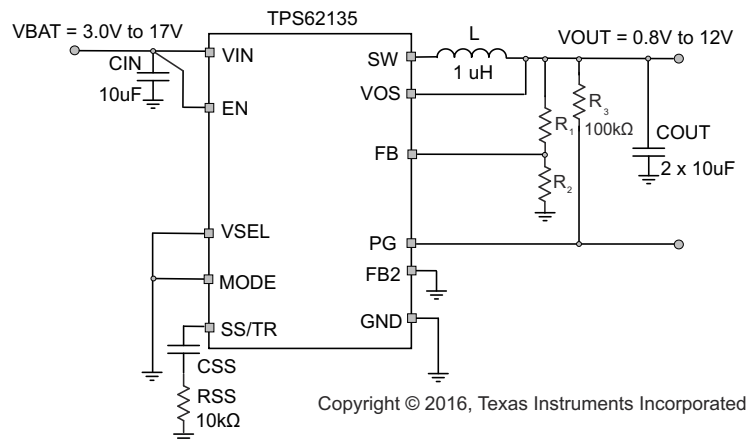 TPS62135
VBAT = 3.0V to 17V
VIN
CIN
10uF
EN
SW
L
1 uH
VOUT = 0.8V to 12V
VOS
R1
R3
100kΩ
FB
R2
COUT
2 x 10uF
VSEL
PG
MODE
FB2
SS/TR
GND
CSS
RSS
10kΩ
Copyright © 2016, Texas Instruments Incorporated